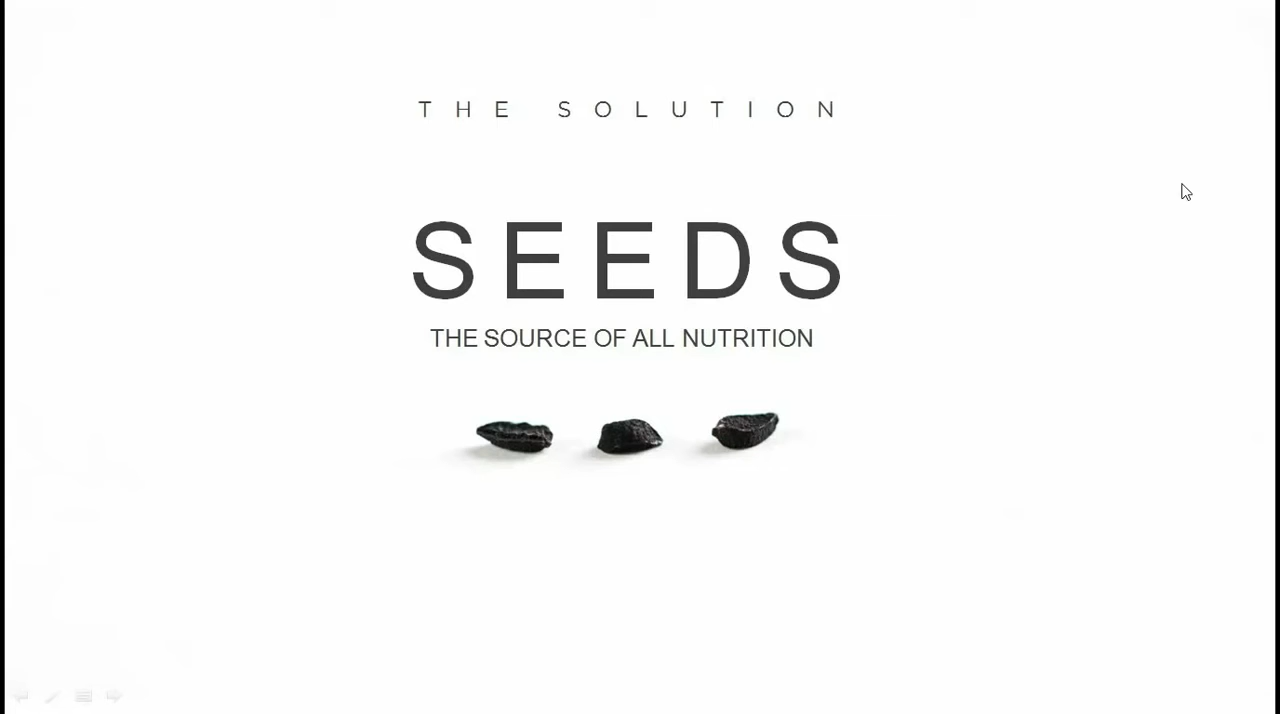 THE SOLUTION
SEEDS
THE SOURCE OF ALL NUTRITION